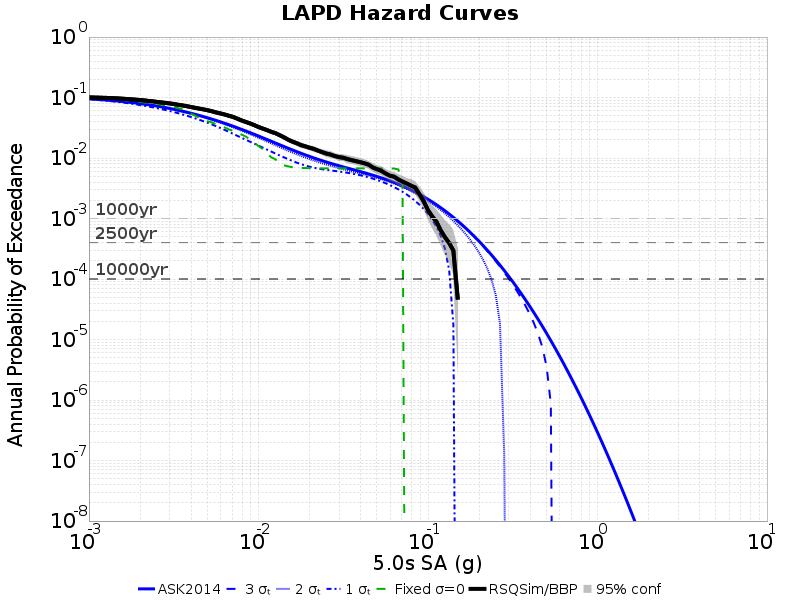 LAPD Hazard Curves
Annual Probability of Exceedance
10^0
10^-1
10^-2
10^-3
10^-4
10^-5
10^-6
10^-7
10^-8
1000yr
2500yr
10000yr
10^-3 10^-2 10^-1 10^0 10^1
5.0s SA (g)
ASK2014 3 σₜ 2 σₜ 1 σₜ Fixed σ=0 RSQSim/BBP 95% conf